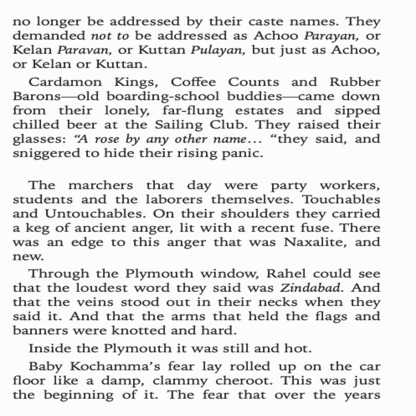 no longer be addressed by their caste names. They
demanded not to be addressed as Achoo Parayan, or
Kelan Paravan, or Kuttan Pulayan, but just as Achoo,
or Kelan or Kuttan.
Cardamon Kings, Coffee Counts and Rubber
Barons—old boarding-school buddies—came down
from their lonely, far-flung estates and sipped
chilled beer at the Sailing Club. They raised their
glasses: “A rose by any other name… “they said, and
sniggered to hide their rising panic.
The marchers that day were party workers,
students and the laborers themselves. Touchables
and Untouchables. On their shoulders they carried
a keg of ancient anger, lit with a recent fuse. There
was an edge to this anger that was Naxalite, and
new.
Through the Plymouth window, Rahel could see
that the loudest word they said was Zindabad. And
that the veins stood out in their necks when they
said it. And that the arms that held the flags and
banners were knotted and hard.
Inside the Plymouth it was still and hot.
Baby Kochamma’s fear lay rolled up on the car
floor like a damp, clammy cheroot. This was just
the beginning of it. The fear that over the years